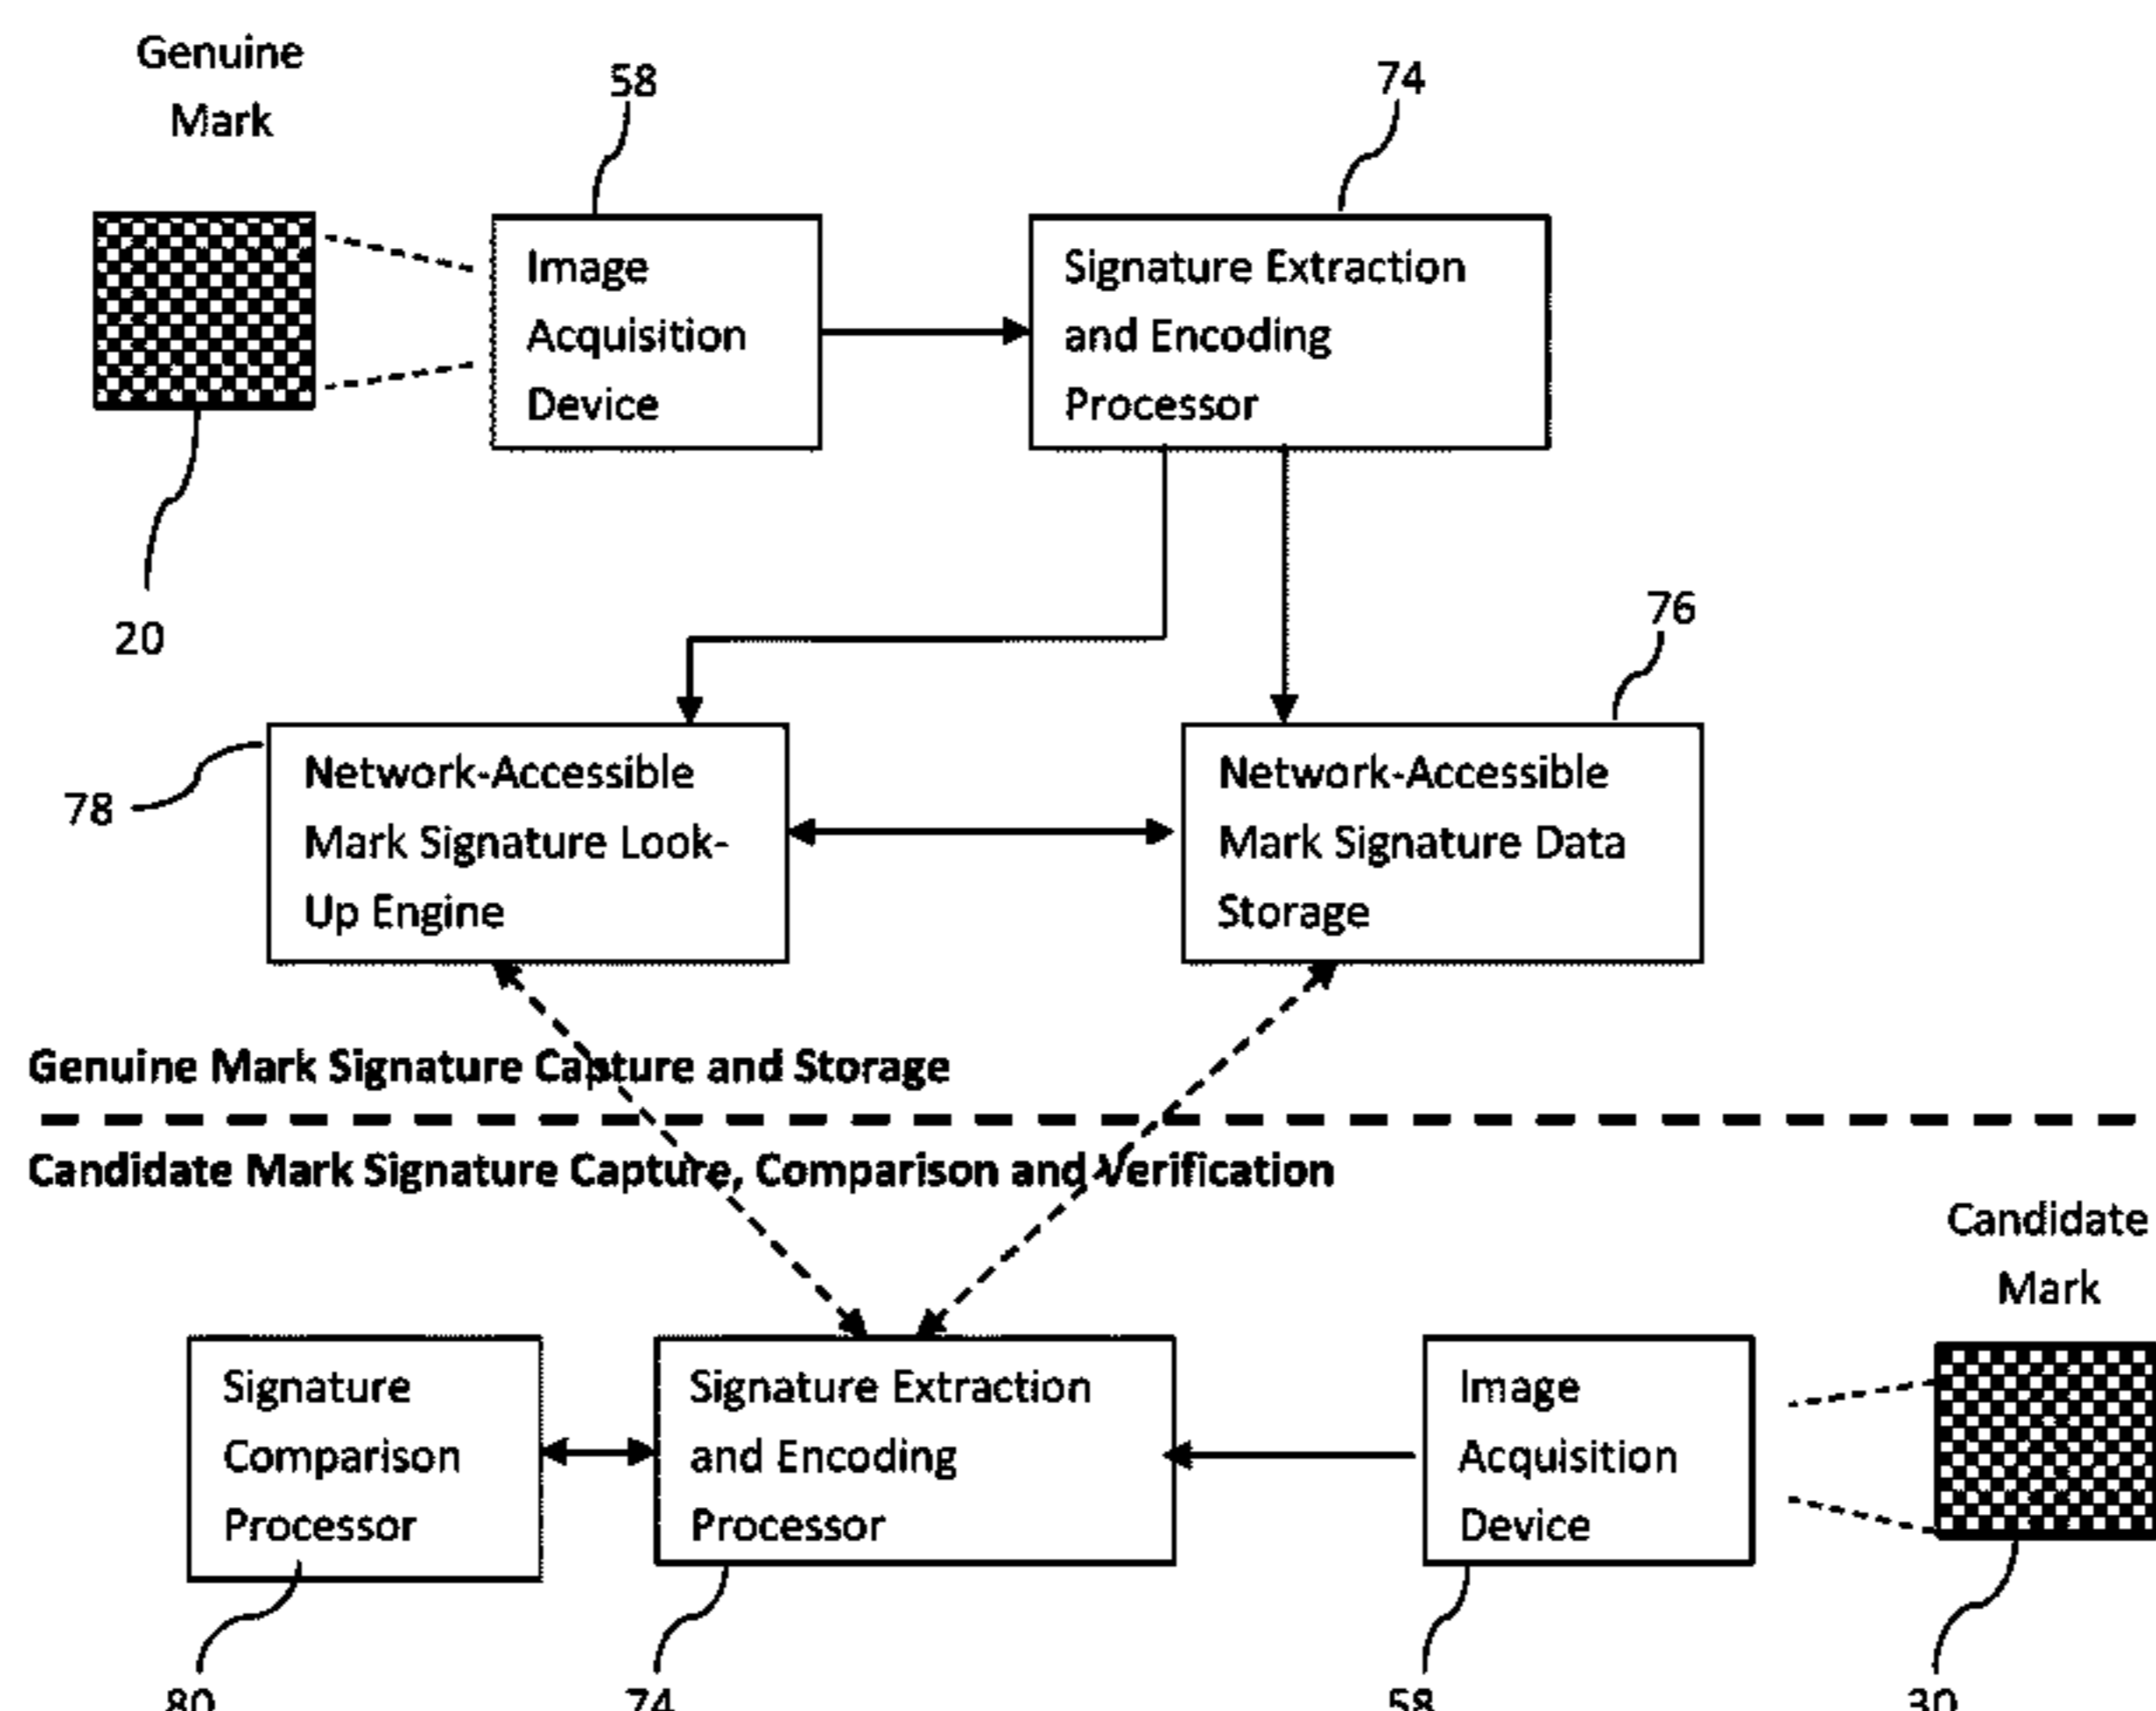 Genuine
Mark
58
74
Image
Acquisition
Device
Signature Extraction
and Encoding
Processor
20
76
78
Network-Accessible
Mark Signature Look-
Up Engine
Network-Accessible
Mark Signature Data
Storage
Genuine Mark Signature Capture and Storage
Candidate Mark Signature Capture, Comparison and Verification
Candidate
Mark
Signature
Comparison
Processor
Signature Extraction
and Encoding
Processor
Image
Acquisition
Device
80
74
58
30